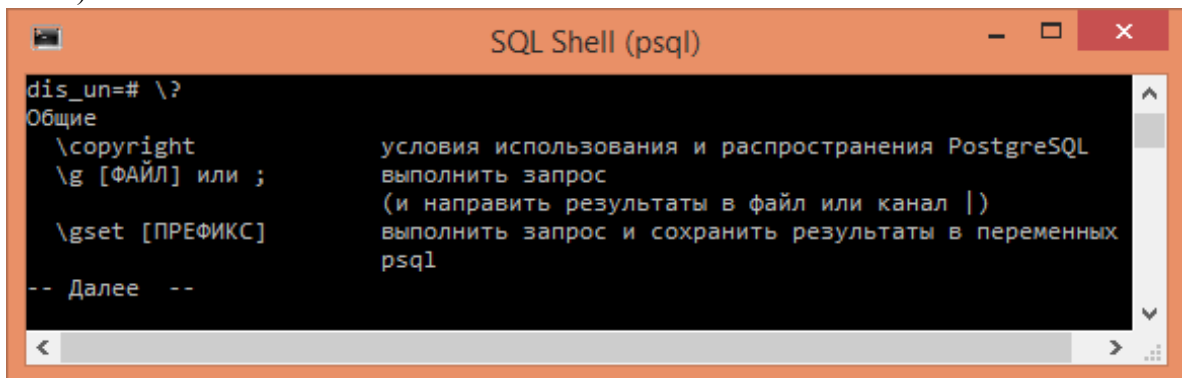 SQL Shell (psql)
dis_un=# \?
Общие
\copyright условия использования и распространения PostgreSQL
\g [ФАЙЛ] или ; выполнить запрос
(и направить результаты в файл или канал |)
\gset [ПРЕФИКС] выполнить запрос и сохранить результаты в переменных
psql
-- Далее --